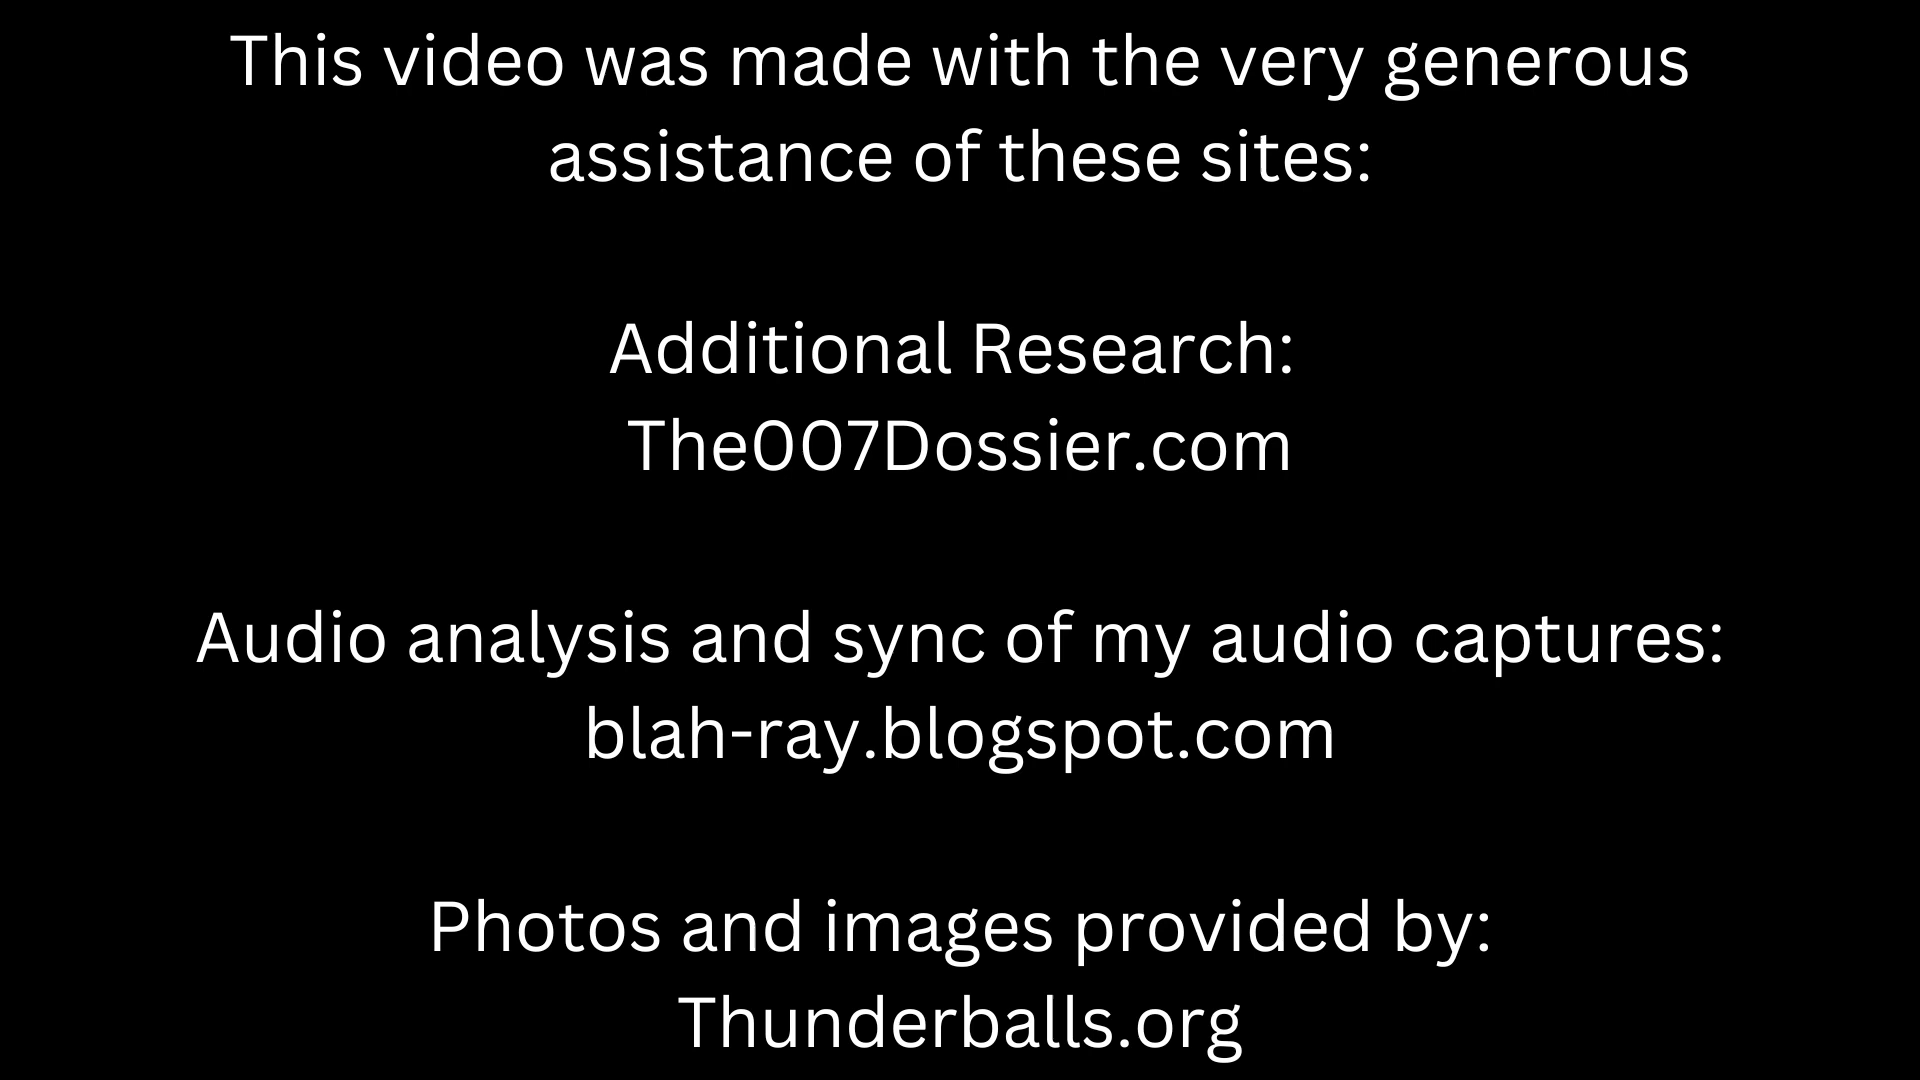 This video was made with the very generous
assistance of these sites:
Additional Research:
The007Dossier.com
Audio analysis and sync of my audio captures:
blah-ray.blogspot.com
Photos and images provided by:
Thunderballs.org